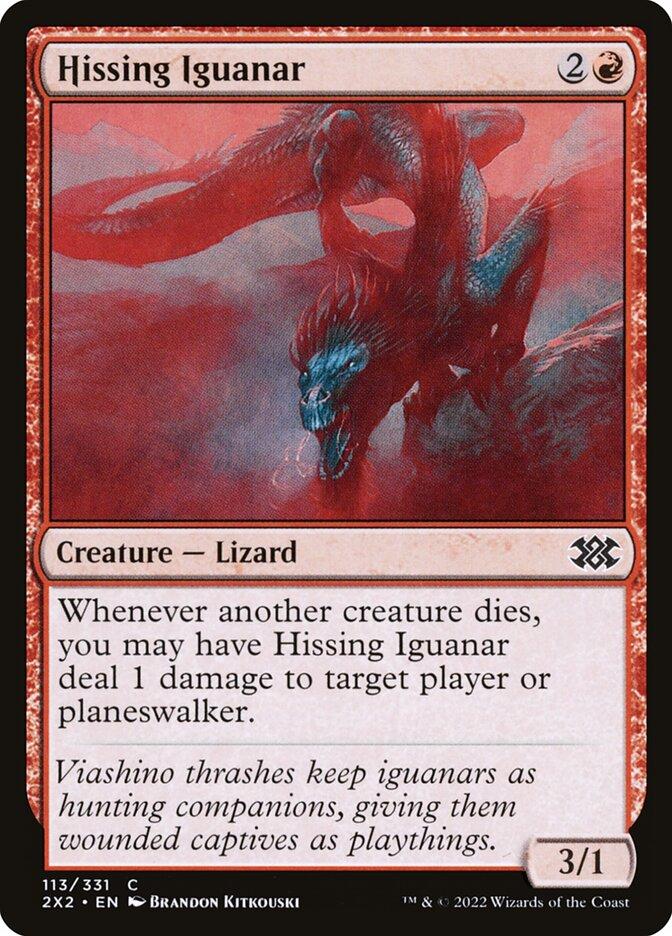 Hissing Iguanar 2
Creature — Lizard
Whenever another creature dies,
you may have Hissing Iguanar
deal 1 damage to target player or
planeswalker.
Viashino thrashes keep iguanars as
hunting companions, giving them
wounded captives as playthings.
3/1
113/331 C
2X2 • EN Brandon Kitkouski ™ & © 2022 Wizards of the Coast